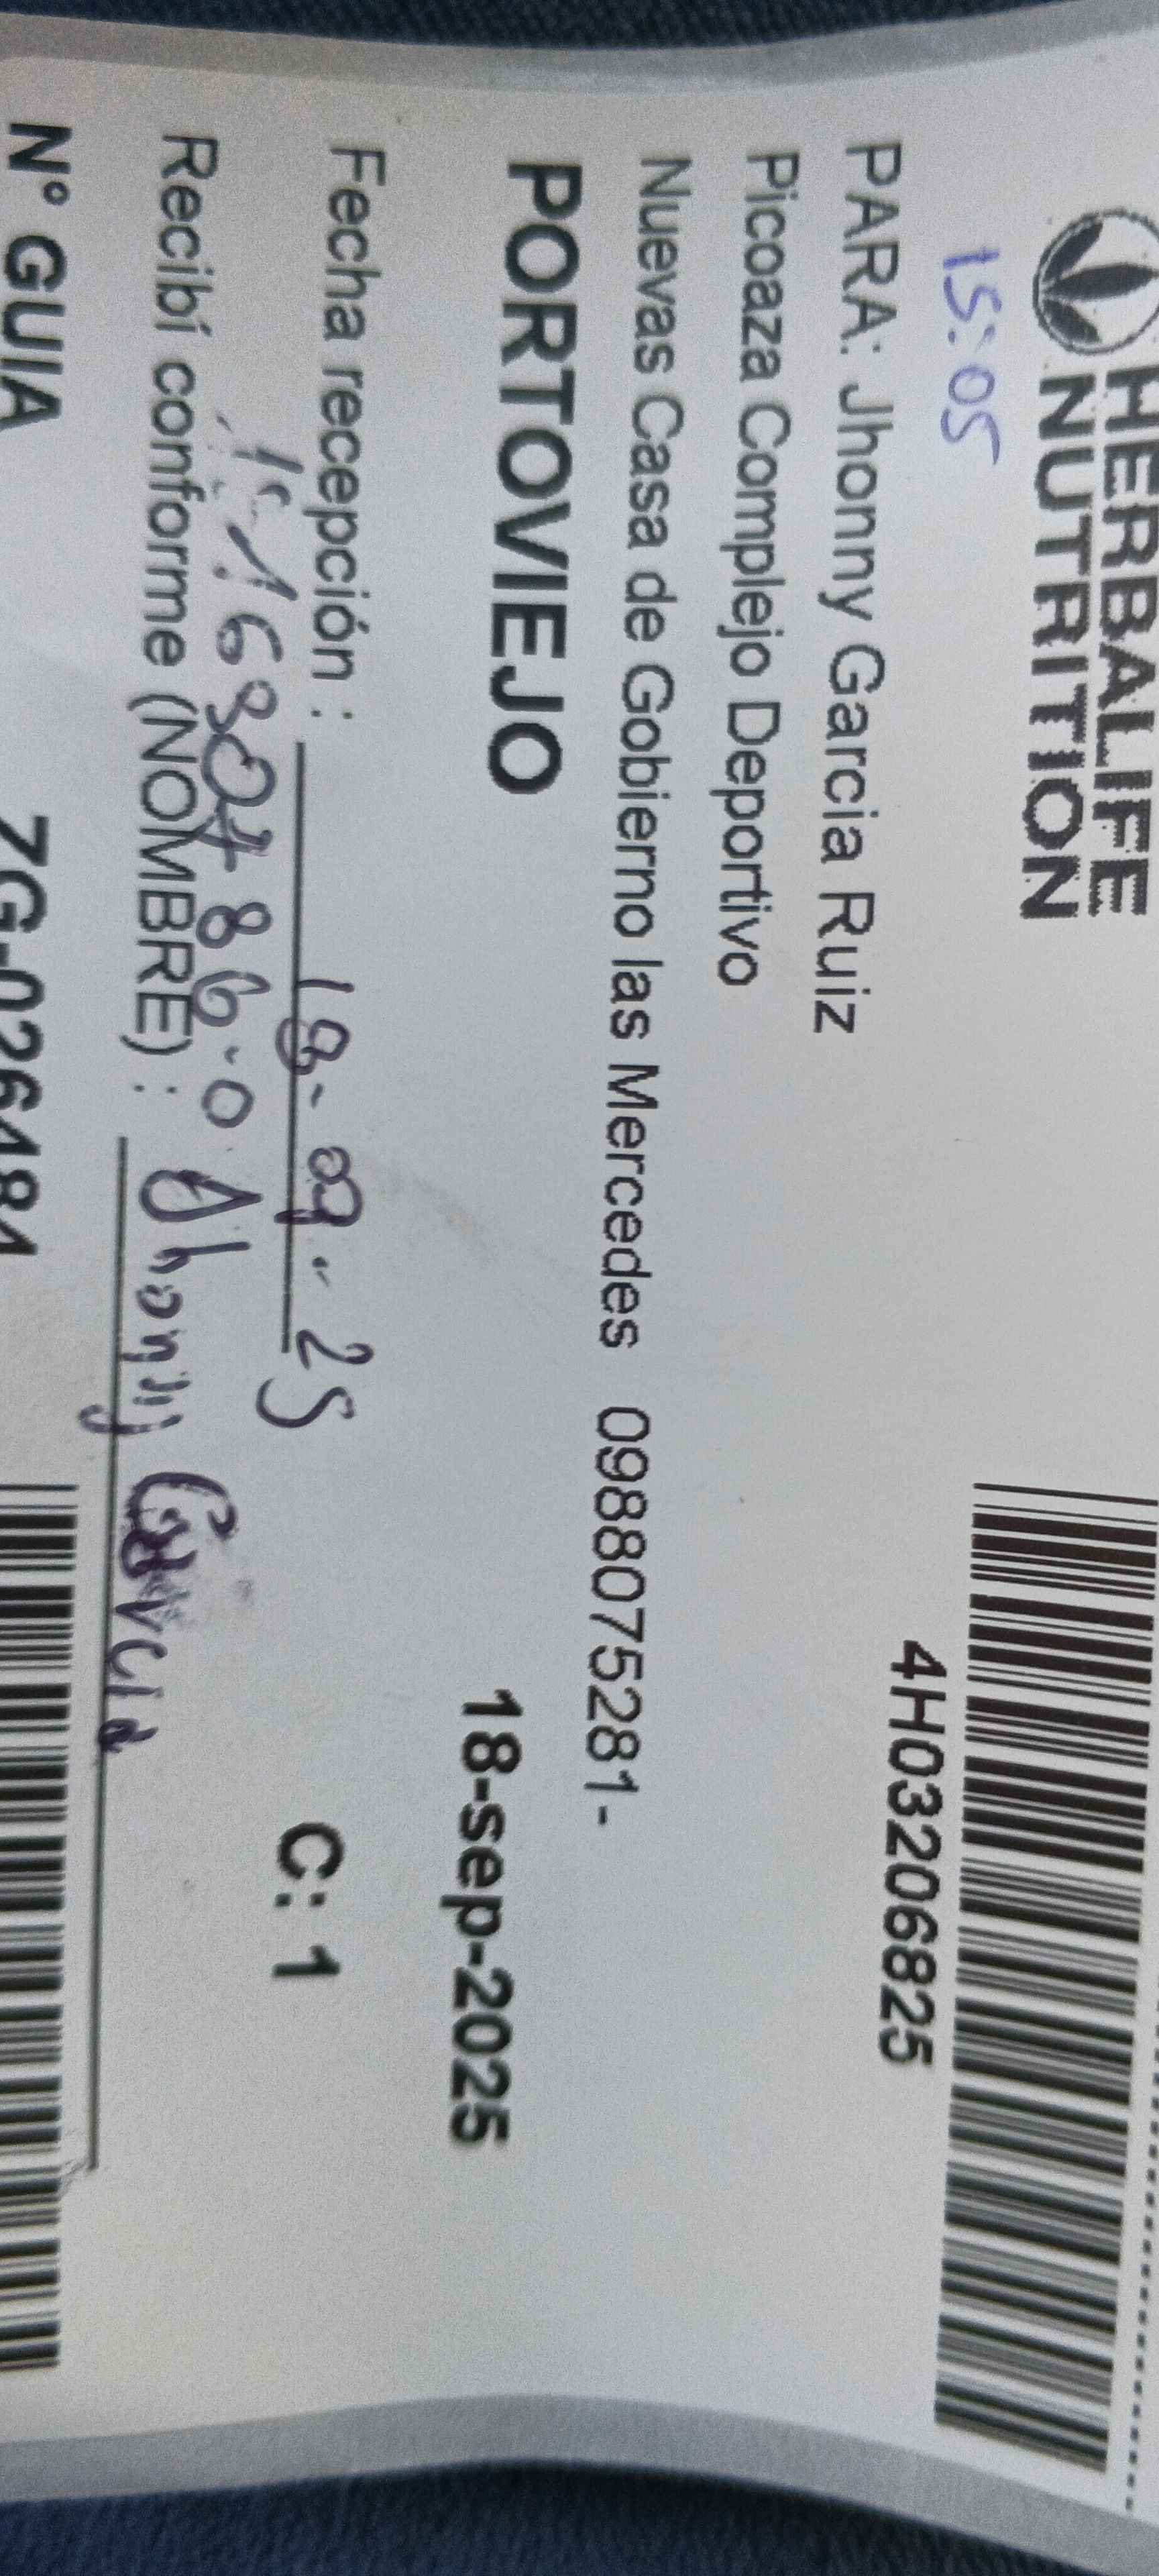 HERBALIFE
NUTRITION
15:05
4H03206825
PARA: Jhonny Garcia Ruiz
Picoaza Complejo Deportivo
Nuevas Casa de Gobierno las Mercedes 0988075281-
PORTOVIEJO
18-sep-2025
Fecha recepción : 18-09-25
C: 1
Recibí conforme (NOMBRE) : Jhonny Garcia
N° GUIA